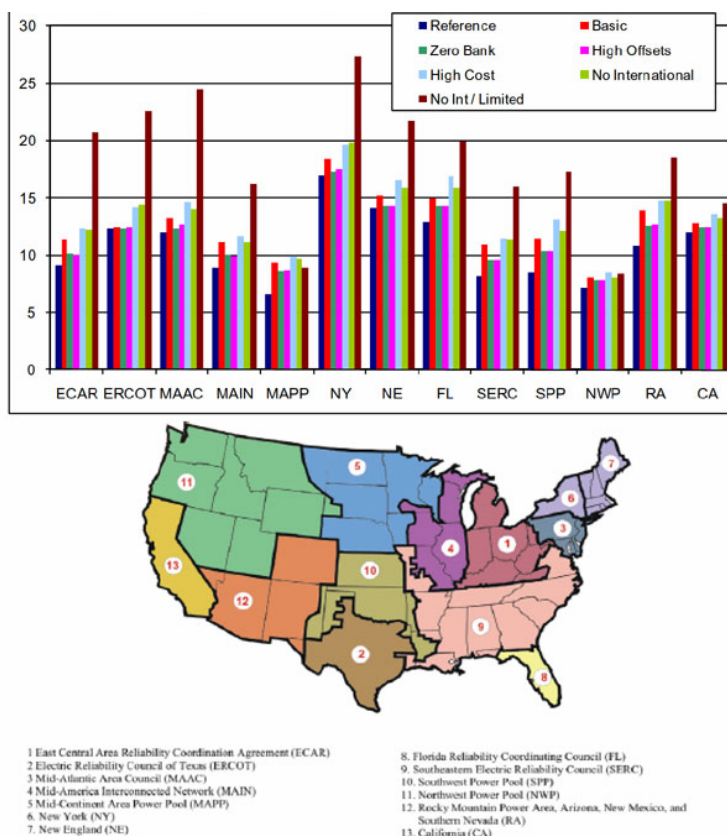 30
25
20
15
10
5
0
Reference
Basic
Zero Bank
High Offsets
High Cost
No International
No Int / Limited
ECAR ERCOT MAAC MAIN MAPP NY NE FL SERC SPP NWP RA CA
11
5
7
6
3
4
1
13
12
10
9
2
8
1 East Central Area Reliability Coordination Agreement (ECAR)
2 Electric Reliability Council of Texas (ERCOT)
3 Mid-Atlantic Area Council (MAAC)
4 Mid-America Interconnected Network (MAIN)
5 Mid-Continent Area Power Pool (MAPP)
6. New York (NY)
7. New England (NE)
8. Florida Reliability Coordinating Council (FL)
9. Southeastern Electric Reliability Council (SERC)
10. Southwest Power Pool (SPP)
11. Northwest Power Pool (NWP)
12. Rocky Mountain Power Area, Arizona, New Mexico, and
Southern Nevada (RA)
13. California (CA)